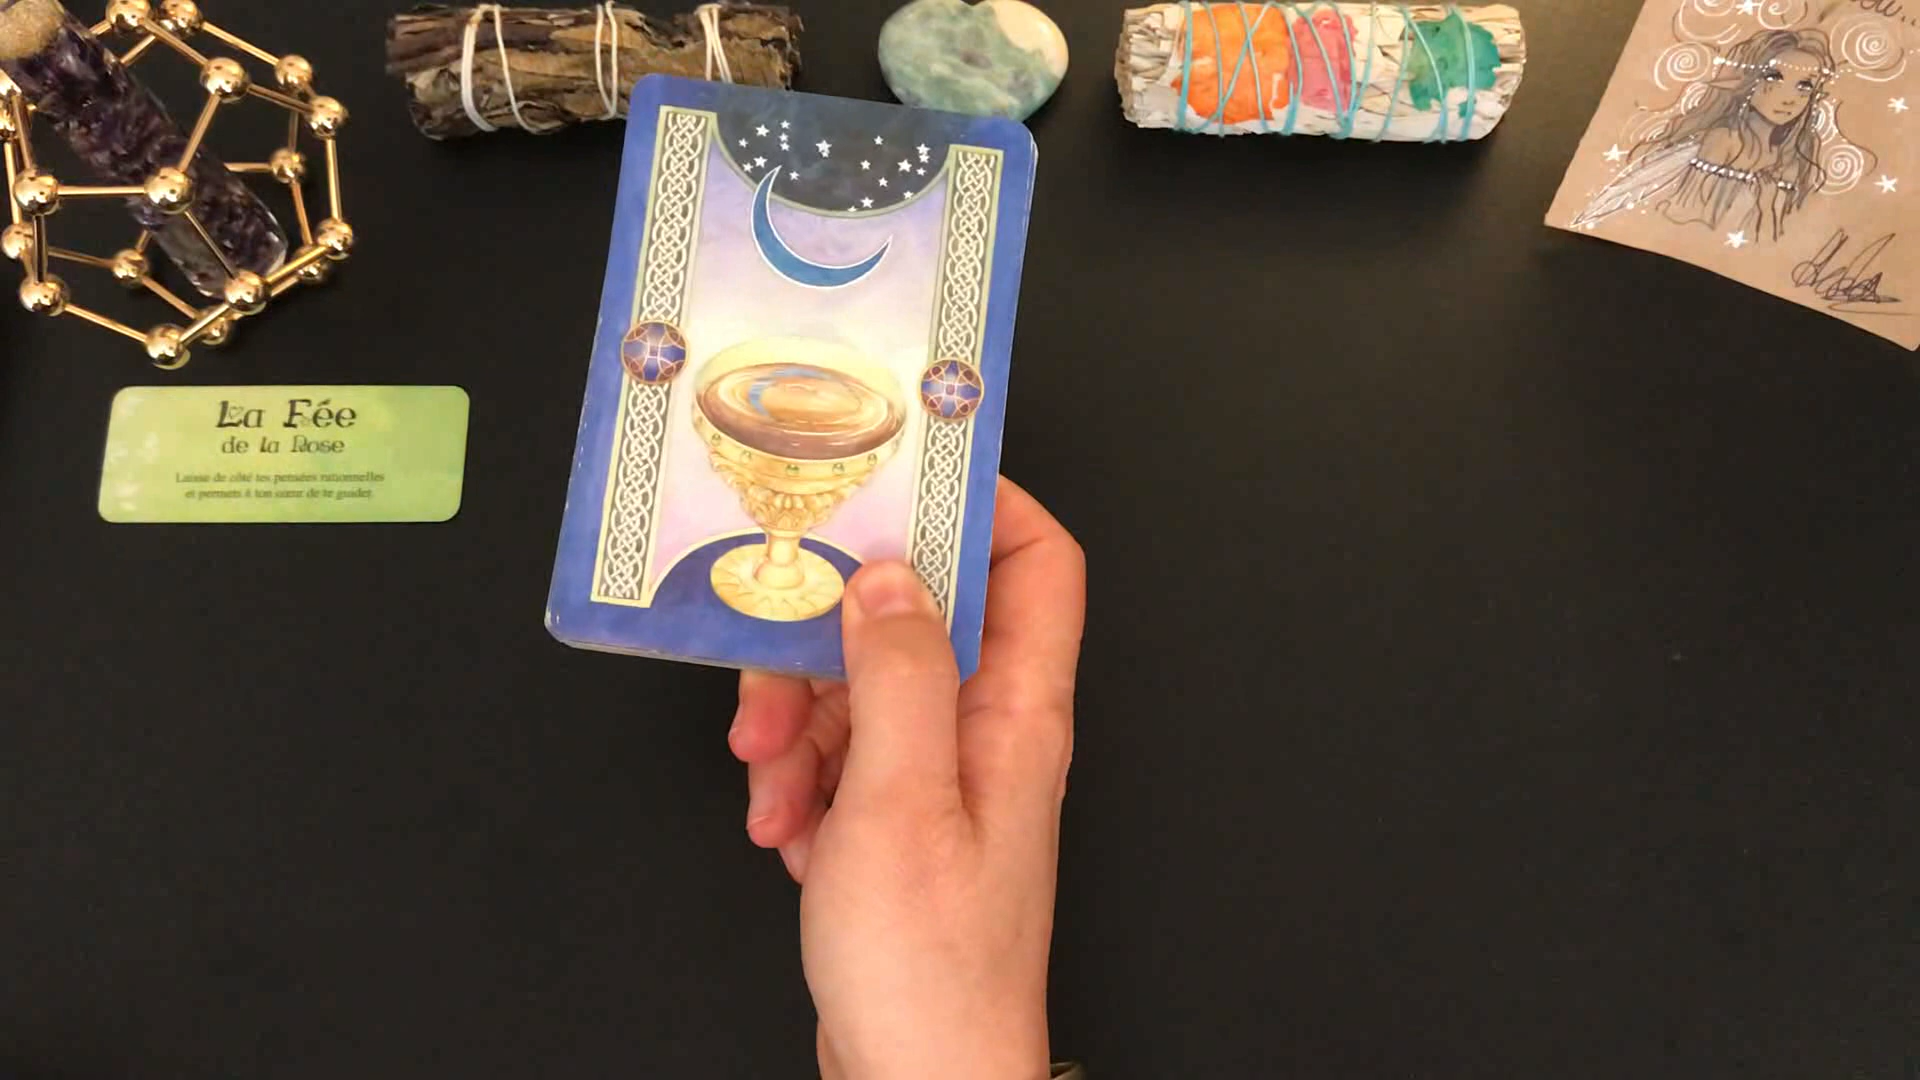 La Fée
de la Rose
Laisse de côté tes pensées rationnelles
et permets à ton cœur de te guider.